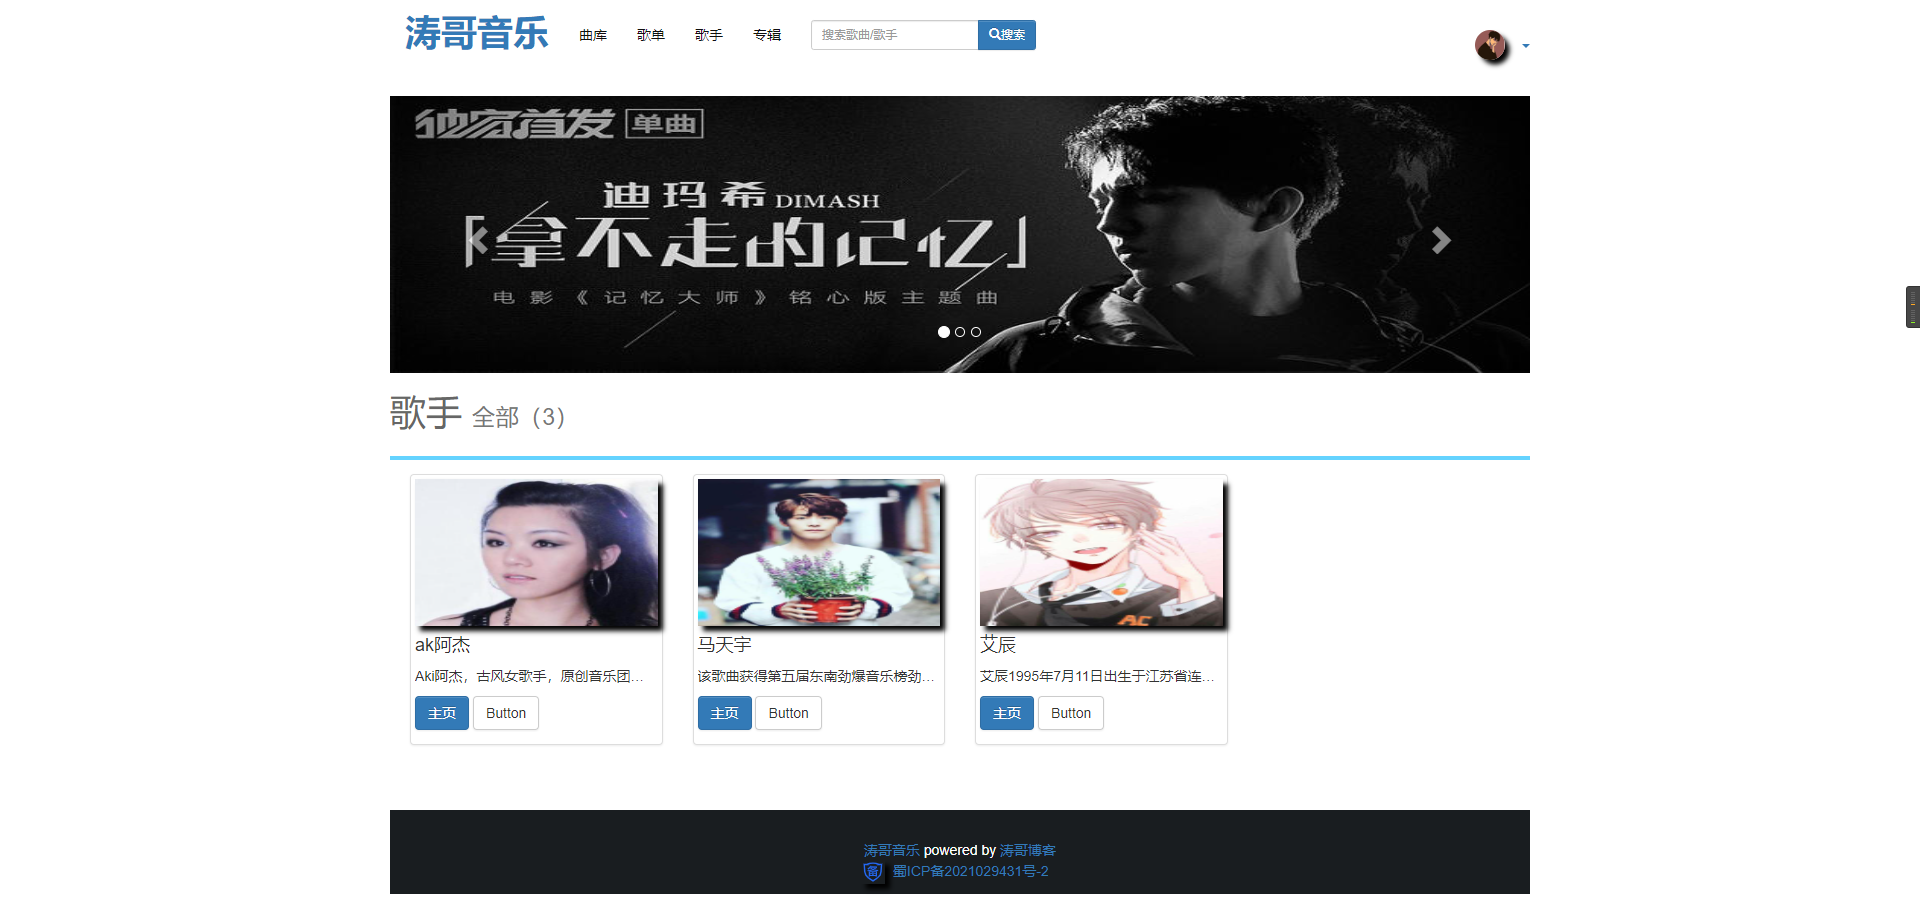 涛哥音乐 曲库 歌单 歌手 专辑 搜索歌曲/歌手 搜索
独家首发 单曲
迪玛希 DIMASH
「拿不走的记忆」
电影《记忆大师》铭心版主题曲
歌手 全部（3）
ak阿杰
Aki阿杰，古风女歌手，原创音乐团...
主页 Button
马天宇
该歌曲获得第五届东南劲爆音乐榜劲...
主页 Button
AC
艾辰
艾辰1995年7月11日出生于江苏省连...
主页 Button
涛哥音乐 powered by 涛哥博客
备 蜀ICP备2021029431号-2